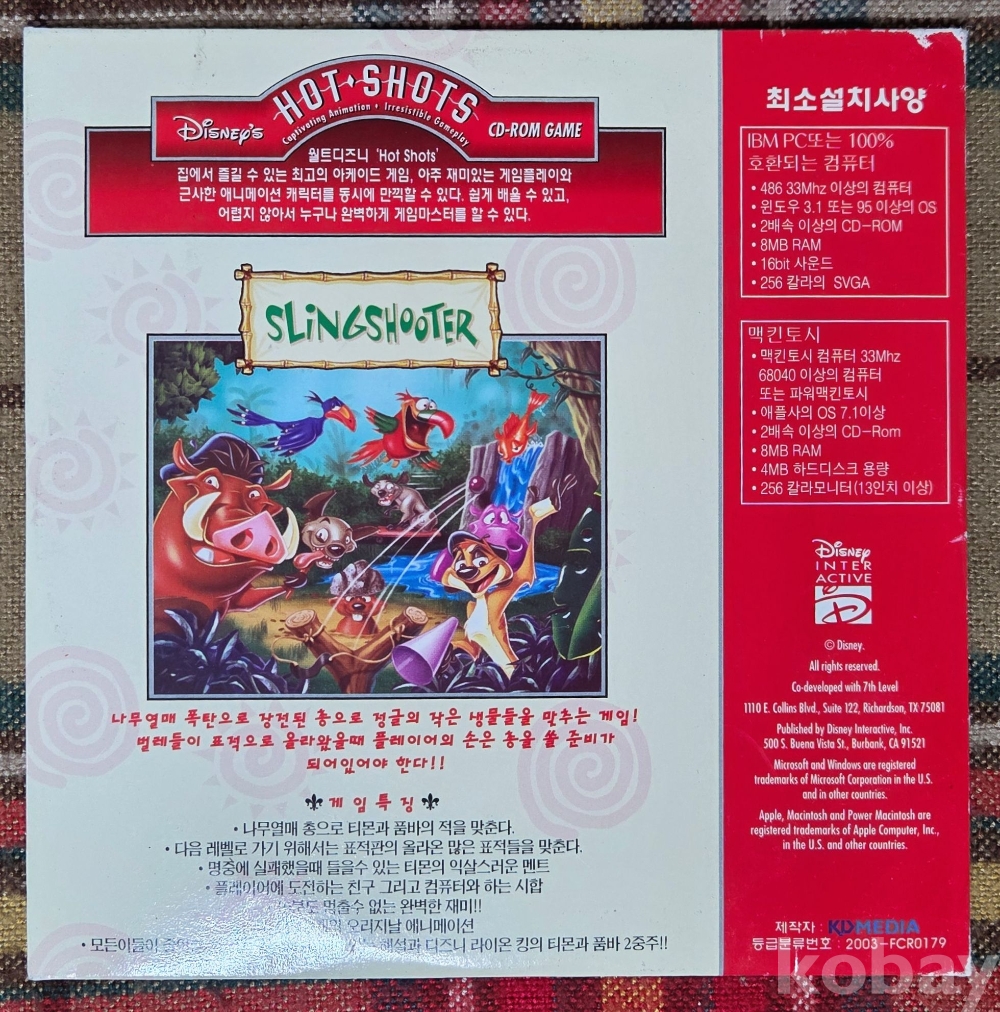 HOT SHOTS
Captivating Animation • Irresistible Gameplay
Disney's
CD-ROM GAME
월트디즈니 'Hot Shots'
집에서 즐길 수 있는 최고의 아케이드 게임, 아주 재미있는 게임플레이와
근사한 애니메이션 캐릭터를 동시에 만끽할 수 있다. 쉽게 배울 수 있고,
어렵지 않아서 누구나 완벽하게 게임마스터를 할 수 있다.
SLINGSHOOTER
나무열매 폭탄으로 장전된 총으로 정글의 작은 생물들을 맞추는 게임!
벌레들이 표적으로 올라왔을때 플레이어의 손은 총을 쏠 준비가
되어있어야 한다!!
게임특징
• 나무열매 총으로 티몬과 품바의 적을 맞춘다.
• 다음 레벨로 가기 위해서는 표적판의 올라온 많은 표적들을 맞춘다.
• 명중에 실패했을때 들을수 있는 티몬의 익살스러운 멘트
• 플레이어에 도전하는 친구 그리고 컴퓨터와 하는 시합
멈출수 없는 완벽한 재미!!
오리지날 애니메이션
• 모든이들이 해설과 디즈니 라이온 킹의 티몬과 품바 2중주!!
최소설치사양
IBM PC또는 100%
호환되는 컴퓨터
• 486 33Mhz 이상의 컴퓨터
• 윈도우 3.1 또는 95 이상의 OS
• 2배속 이상의 CD-ROM
• 8MB RAM
• 16bit 사운드
• 256 칼라의 SVGA
맥킨토시
• 맥킨토시 컴퓨터 33Mhz
68040 이상의 컴퓨터
또는 파워맥킨토시
• 애플사의 OS 7.1이상
• 2배속 이상의 CD-Rom
• 8MB RAM
• 4MB 하드디스크 용량
• 256 칼라모니터(13인치 이상)
Disney
INTER
ACTIVE
© Disney.
All rights reserved.
Co-developed with 7th Level
1110 E. Collins Blvd., Suite 122, Richardson, TX 75081
Published by Disney Interactive, Inc.
500 S. Buena Vista St., Burbank, CA 91521
Microsoft and Windows are registered
trademarks of Microsoft Corporation in the U.S.
and in other countries.
Apple, Macintosh and Power Macintosh are
registered trademarks of Apple Computer, Inc.,
in the U.S. and other countries.
제작자 : KDMEDIA
등급분류번호 : 2003-FCR0179
kobay